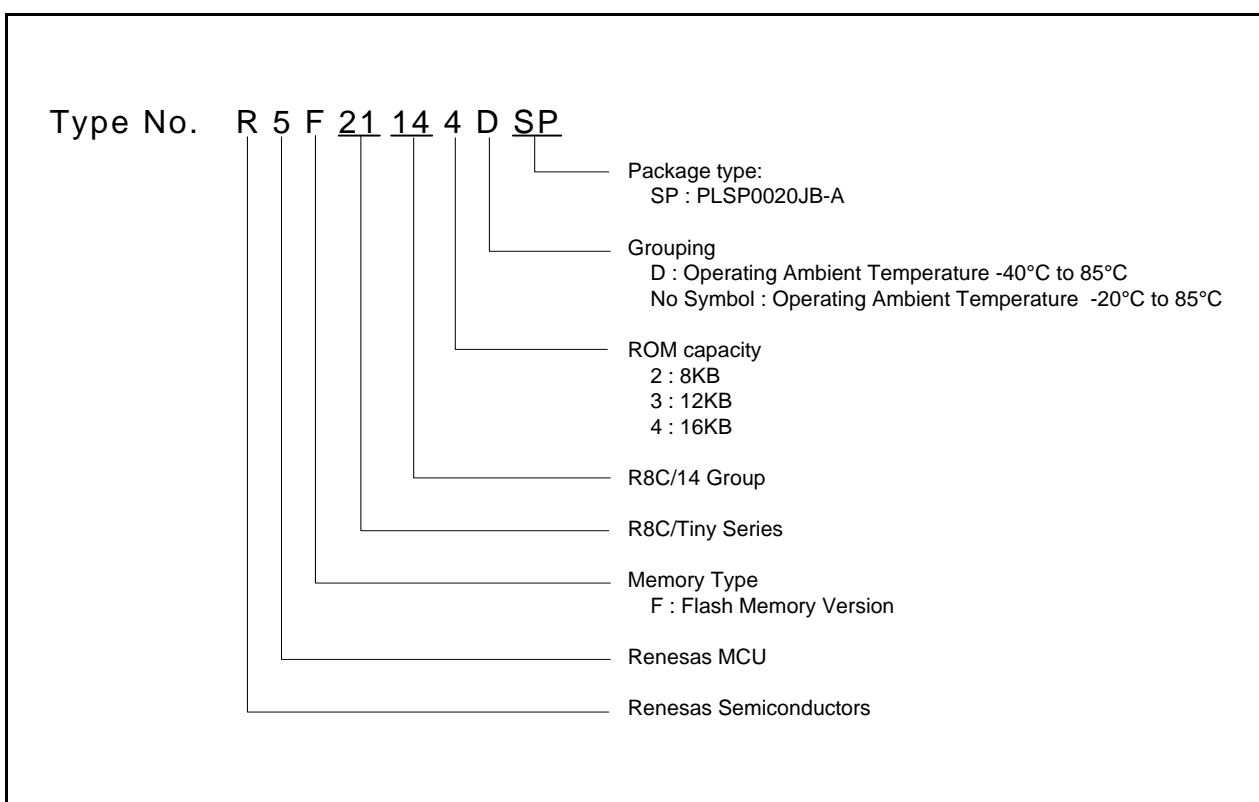 Type No. R 5 F 21 14 4 D SP
Package type:
SP : PLSP0020JB-A
Grouping
D : Operating Ambient Temperature -40°C to 85°C
No Symbol : Operating Ambient Temperature -20°C to 85°C
ROM capacity
2 : 8KB
3 : 12KB
4 : 16KB
R8C/14 Group
R8C/Tiny Series
Memory Type
F : Flash Memory Version
Renesas MCU
Renesas Semiconductors